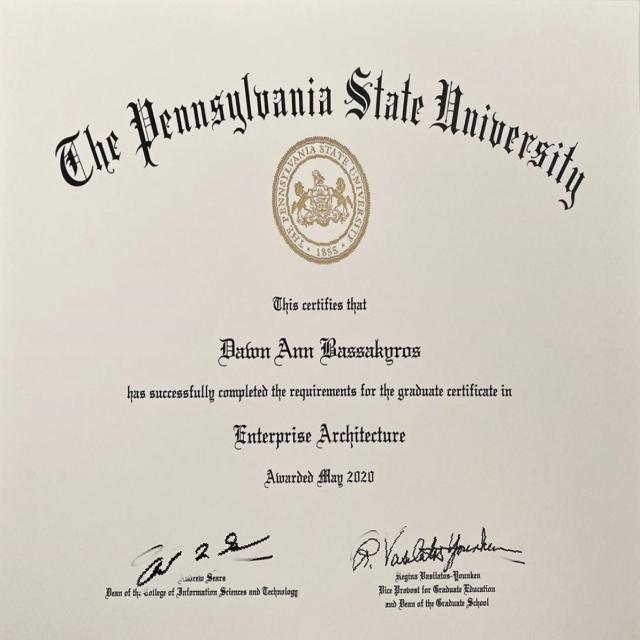 The Pennsylvania State University
THE PENNSYLVANIA STATE UNIVERSITY
1855
This certifies that
Dawn Ann Bassakyros
has successfully completed the requirements for the graduate certificate in
Enterprise Architecture
Awarded May 2020
R. Vasilatos-Younken
Andrew Sears
Regina Vasilatos-Younken
Dean of the College of Information Sciences and Technology
Vice Provost for Graduate Education
and Dean of the Graduate School